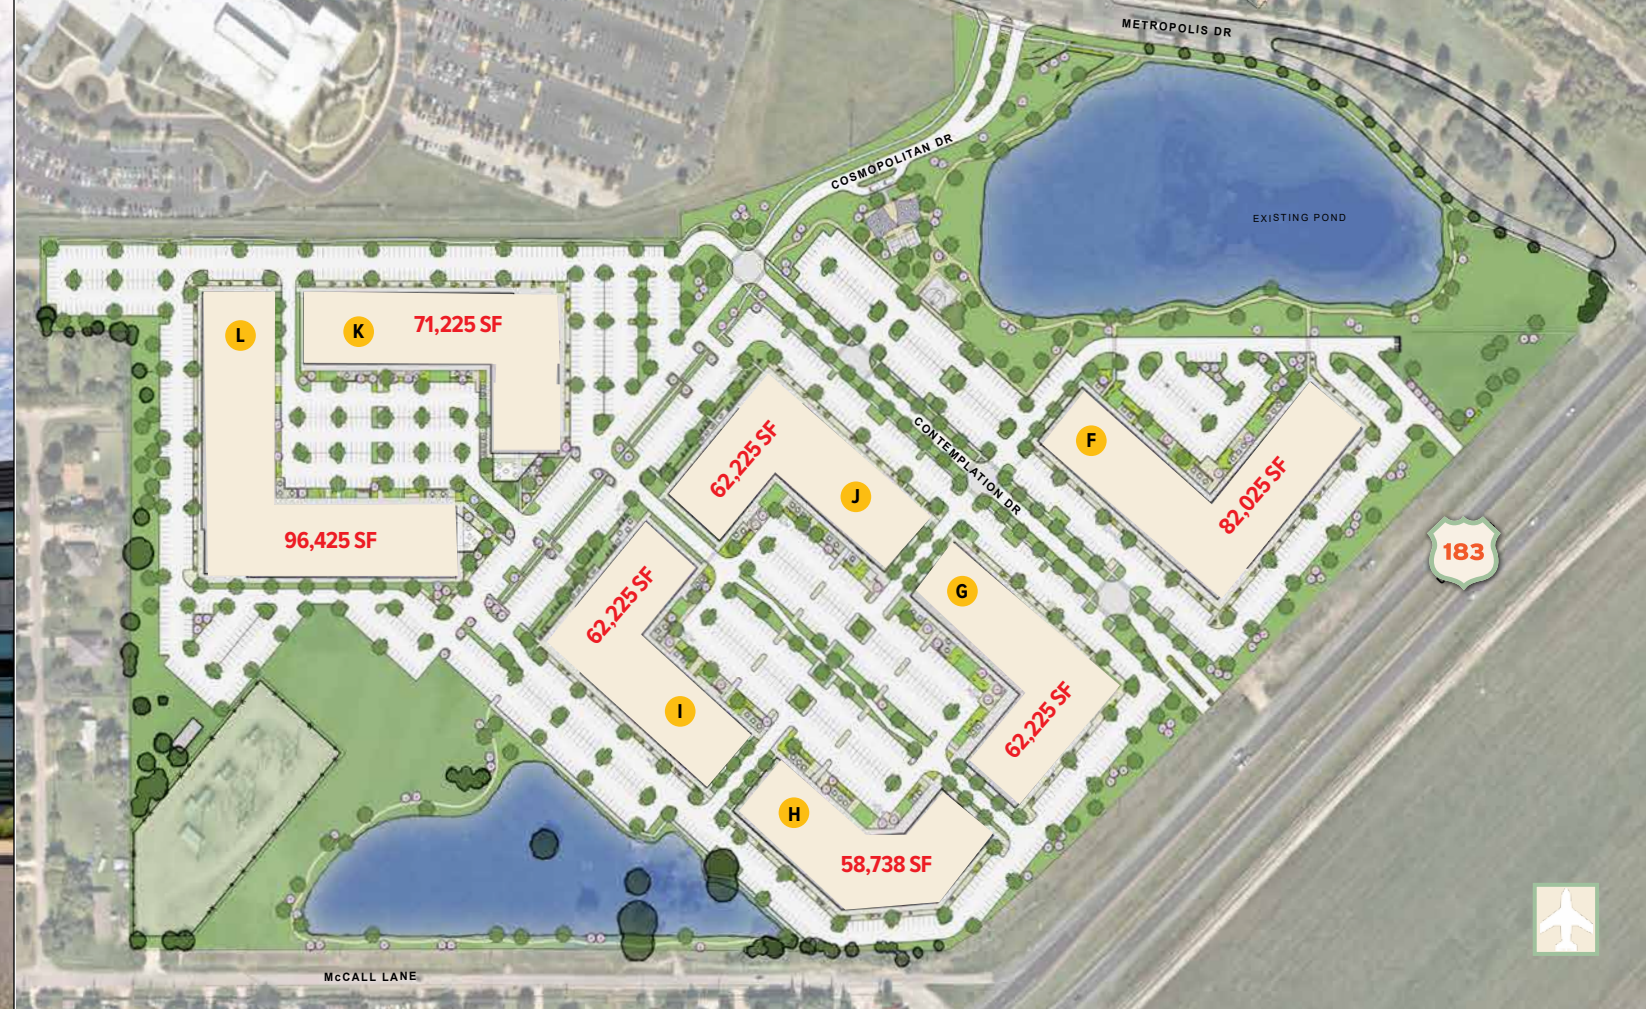 METROPOLIS DR
COSMOPOLITAN DR
EXISTING POND
L
K
71,225 SF
62,225 SF
CONTEMPLATION DR
F
J
82,025 SF
96,425 SF
183
62,225 SF
G
I
62,225 SF
H
58,738 SF
McCALL LANE